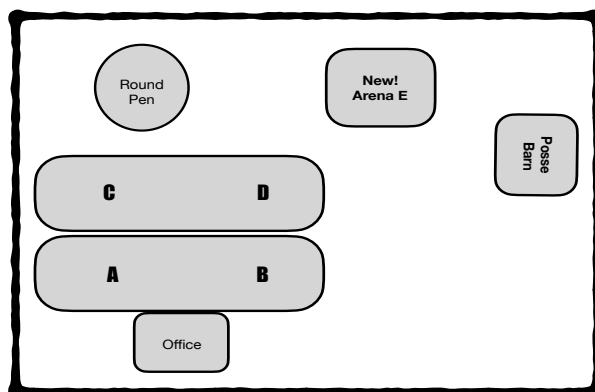 Round
Pen
New!
Arena E
Posse
Barn
C D
A B
Office